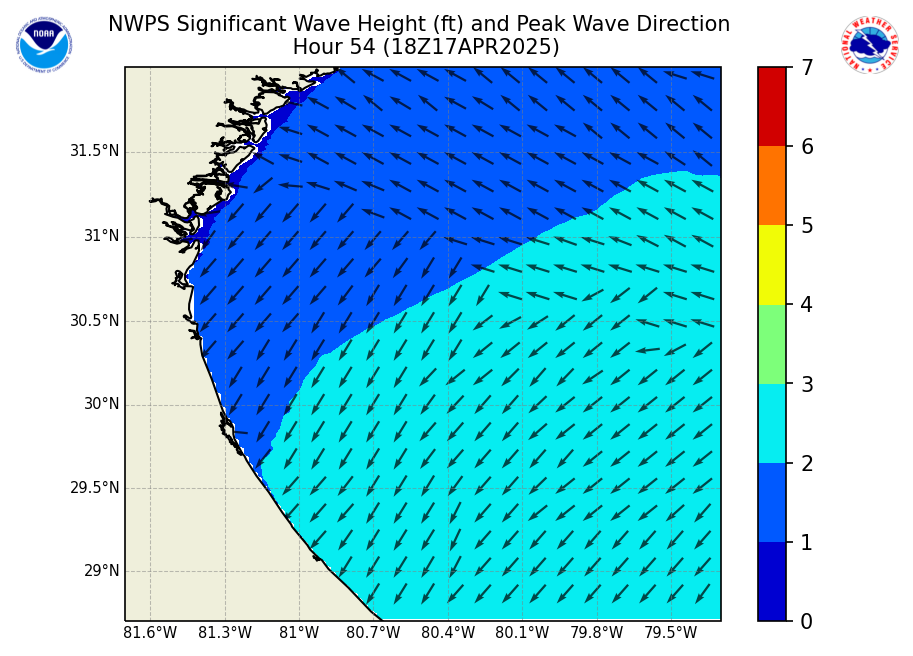 NWPS Significant Wave Height (ft) and Peak Wave Direction
Hour 54 (18Z17APR2025)
NOAA
NATIONAL WEATHER SERVICE
31.5°N
31°N
30.5°N
30°N
29.5°N
29°N
81.6°W 81.3°W 81°W 80.7°W 80.4°W 80.1°W 79.8°W 79.5°W
7
6
5
4
3
2
1
0